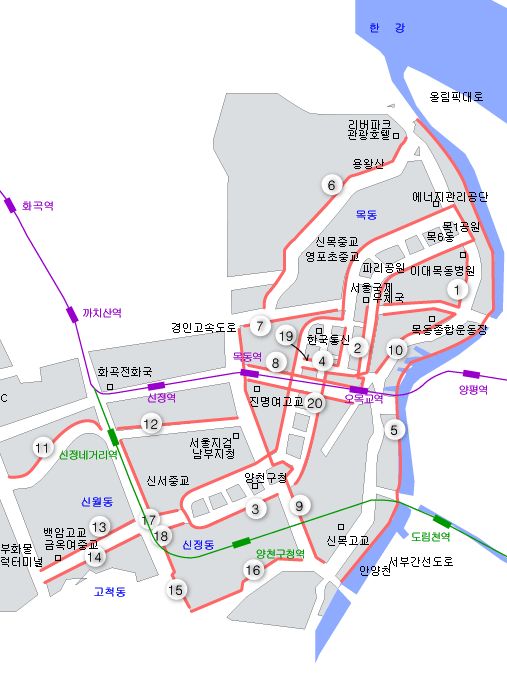 한 강
올림픽대로
리버파크
관광호텔
용왕산
6
에너지관리공단
화곡역
목동
목1공원
목6동
신목중교
영포초중교
파리공원
이대목동병원
서울국제
우체국
1
까치산역
경인고속도로
7
19
한국통신
목동종합운동장
2
10
목동역
8
4
화곡전화국
신정역
진명여고교
20
오목교역
양평역
C
12
5
11
신정네거리역
서울지검
남부지청
신서중교
양천구청
신월동
3
9
13
17
백암고교
금옥여중교
18
신정동
도림천역
14
양천구청역
신목고교
부화물
럭터미널
16
안양천
서부간선도로
고척동
15